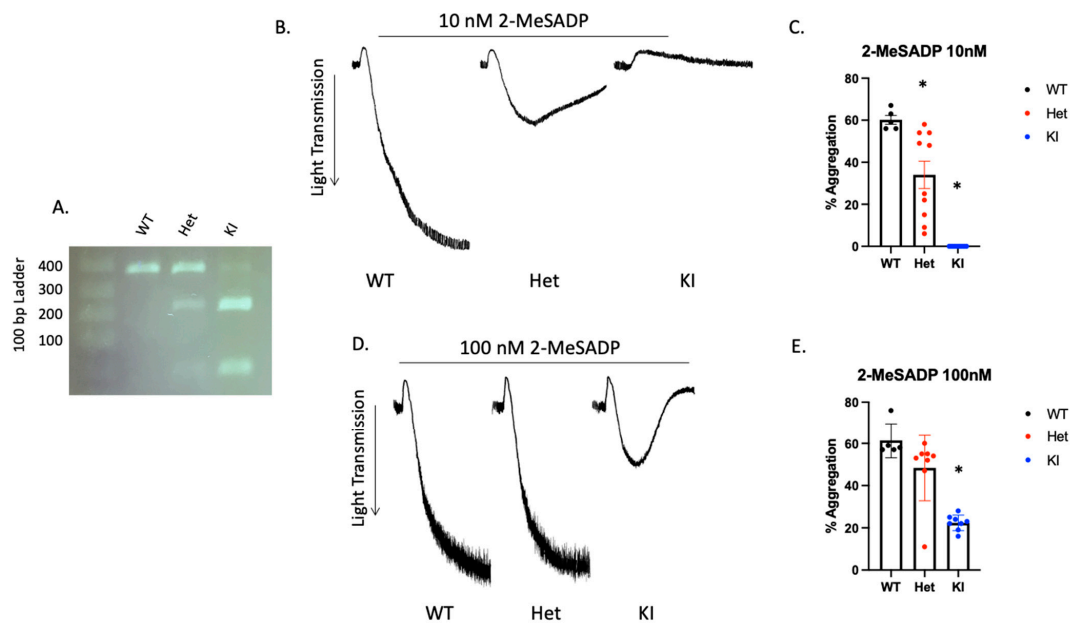 A.
WT
Het
KI
100 bp Ladder
400
300
200
100
B.
10 nM 2-MeSADP
Light Transmission
WT
Het
KI
C.
2-MeSADP 10nM
% Aggregation
80
60
40
20
0
*
*
WT
Het
KI
WT
Het
KI
D.
100 nM 2-MeSADP
Light Transmission
WT
Het
KI
E.
2-MeSADP 100nM
% Aggregation
80
60
40
20
0
*
WT
Het
KI
WT
Het
KI